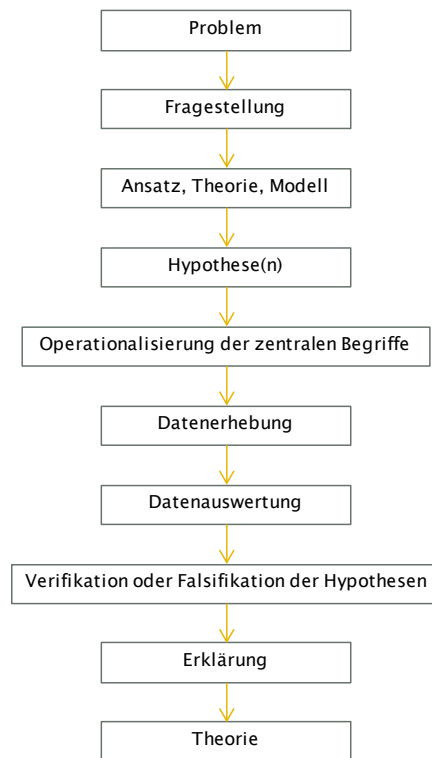 Problem
Fragestellung
Ansatz, Theorie, Modell
Hypothese(n)
Operationalisierung der zentralen Begriffe
Datenerhebung
Datenauswertung
Verifikation oder Falsifikation der Hypothesen
Erklärung
Theorie